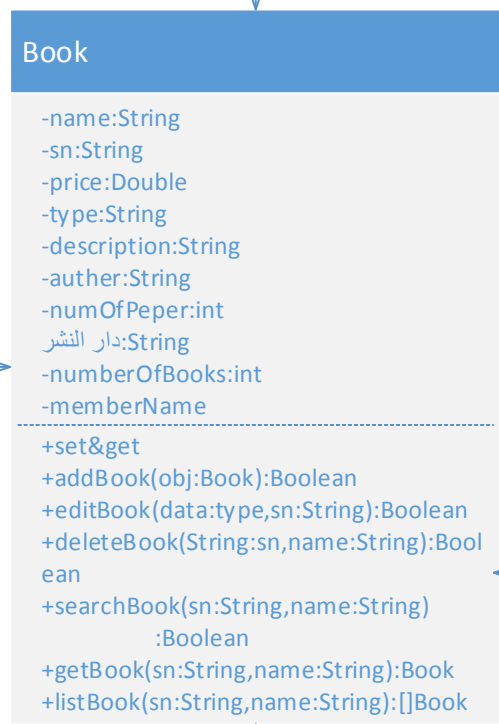 Book
-name:String
-sn:String
-price:Double
-type:String
-description:String
-auther:String
-numOfPeper:int
دار النشر:String
-numberOfBooks:int
-memberName
+set&get
+addBook(obj:Book):Boolean
+editBook(data:type,sn:String):Boolean
+deleteBook(String:sn,name:String):Bool
ean
+searchBook(sn:String,name:String)
:Boolean
+getBook(sn:String,name:String):Book
+listBook(sn:String,name:String):[]Book